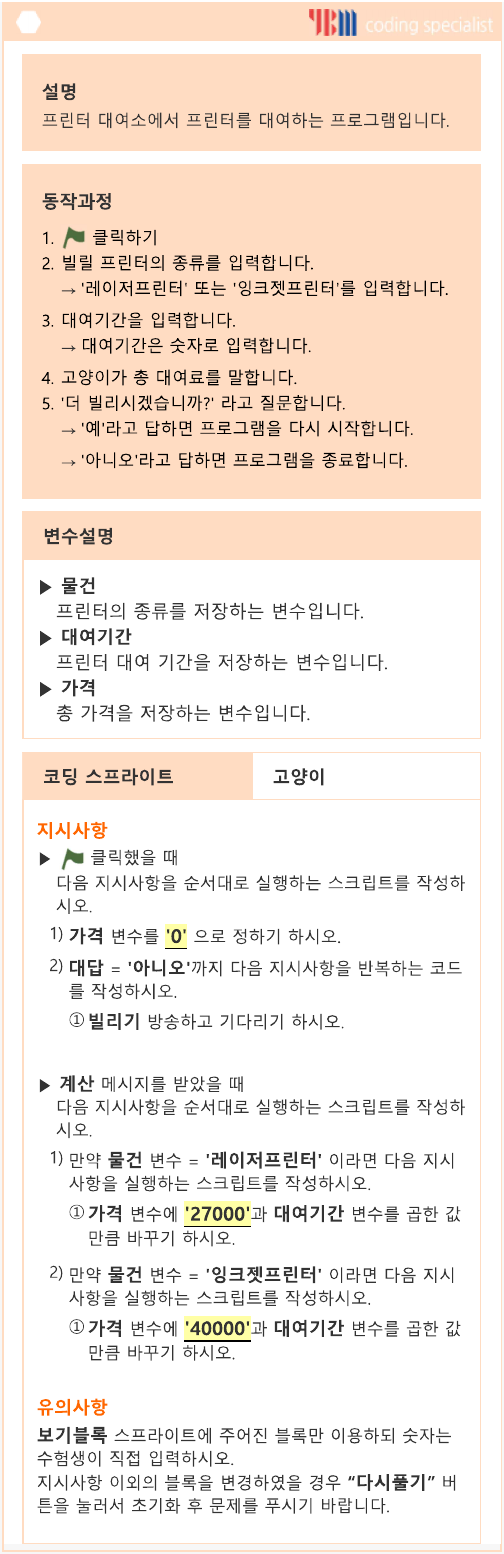 YBM coding specialist
설명
프린터 대여소에서 프린터를 대여하는 프로그램입니다.
동작과정
1. 클릭하기
2. 빌릴 프린터의 종류를 입력합니다.
→ '레이저프린터' 또는 '잉크젯프린터'를 입력합니다.
3. 대여기간을 입력합니다.
→ 대여기간은 숫자로 입력합니다.
4. 고양이가 총 대여료를 말합니다.
5. '더 빌리시겠습니까?' 라고 질문합니다.
→ '예'라고 답하면 프로그램을 다시 시작합니다.
→ '아니오'라고 답하면 프로그램을 종료합니다.
변수설명
▶ 물건
프린터의 종류를 저장하는 변수입니다.
▶ 대여기간
프린터 대여 기간을 저장하는 변수입니다.
▶ 가격
총 가격을 저장하는 변수입니다.
코딩 스프라이트 고양이
지시사항
▶ 클릭했을 때
다음 지시사항을 순서대로 실행하는 스크립트를 작성하
시오.
1) 가격 변수를 '0' 으로 정하기 하시오.
2) 대답 = '아니오'까지 다음 지시사항을 반복하는 코드
를 작성하시오.
① 빌리기 방송하고 기다리기 하시오.
▶ 계산 메시지를 받았을 때
다음 지시사항을 순서대로 실행하는 스크립트를 작성하
시오.
1) 만약 물건 변수 = '레이저프린터' 이라면 다음 지시
사항을 실행하는 스크립트를 작성하시오.
① 가격 변수에 '27000'과 대여기간 변수를 곱한 값
만큼 바꾸기 하시오.
2) 만약 물건 변수 = '잉크젯프린터' 이라면 다음 지시
사항을 실행하는 스크립트를 작성하시오.
① 가격 변수에 '40000'과 대여기간 변수를 곱한 값
만큼 바꾸기 하시오.
유의사항
보기블록 스프라이트에 주어진 블록만 이용하되 숫자는
수험생이 직접 입력하시오.
지시사항 이외의 블록을 변경하였을 경우 “다시풀기” 버
튼을 눌러서 초기화 후 문제를 푸시기 바랍니다.